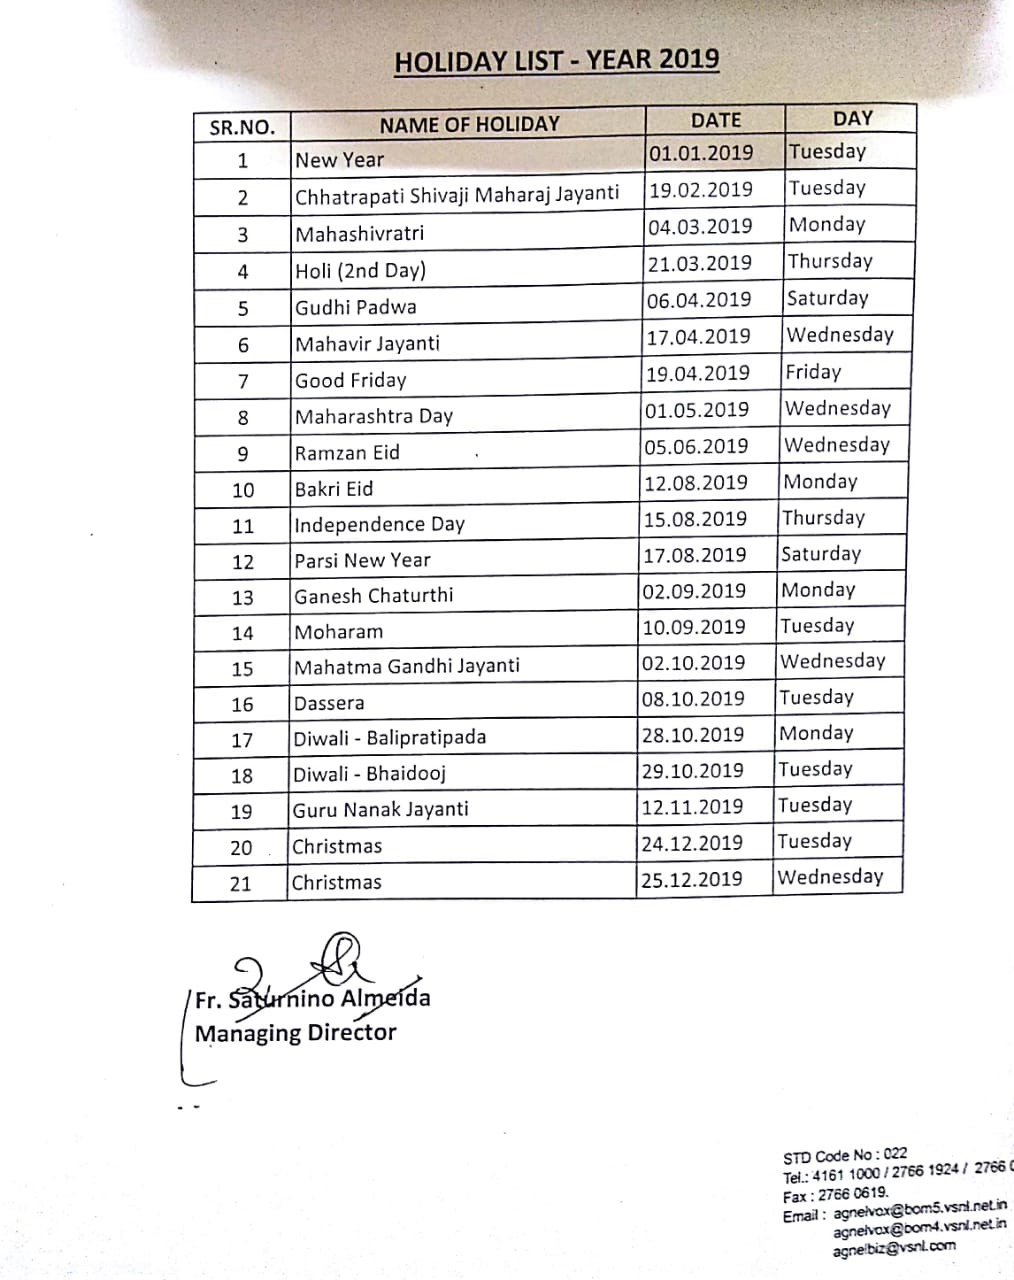 HOLIDAY LIST - YEAR 2019
SR.NO. NAME OF HOLIDAY DATE DAY
1 New Year 01.01.2019 Tuesday
2 Chhatrapati Shivaji Maharaj Jayanti 19.02.2019 Tuesday
3 Mahashivratri 04.03.2019 Monday
4 Holi (2nd Day) 21.03.2019 Thursday
5 Gudhi Padwa 06.04.2019 Saturday
6 Mahavir Jayanti 17.04.2019 Wednesday
7 Good Friday 19.04.2019 Friday
8 Maharashtra Day 01.05.2019 Wednesday
9 Ramzan Eid 05.06.2019 Wednesday
10 Bakri Eid 12.08.2019 Monday
11 Independence Day 15.08.2019 Thursday
12 Parsi New Year 17.08.2019 Saturday
13 Ganesh Chaturthi 02.09.2019 Monday
14 Moharam 10.09.2019 Tuesday
15 Mahatma Gandhi Jayanti 02.10.2019 Wednesday
16 Dassera 08.10.2019 Tuesday
17 Diwali - Balipratipada 28.10.2019 Monday
18 Diwali - Bhaidooj 29.10.2019 Tuesday
19 Guru Nanak Jayanti 12.11.2019 Tuesday
20 Christmas 24.12.2019 Tuesday
21 Christmas 25.12.2019 Wednesday
Fr. Saturnino Almeida
Managing Director
STD Code No : 022
Tel.: 4161 1000 / 2766 1924 / 2766
Fax : 2766 0619.
Email : agnelvox@bom5.vsnl.net.in
agnelvox@bom4.vsnl.net.in
agnelbiz@vsnl.com